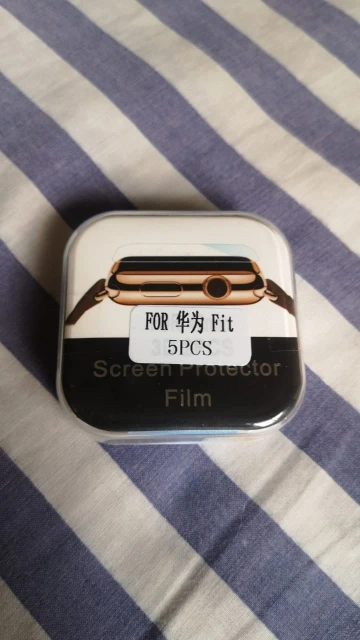 FOR 华为 Fit
5PCS
Screen Protector
Film